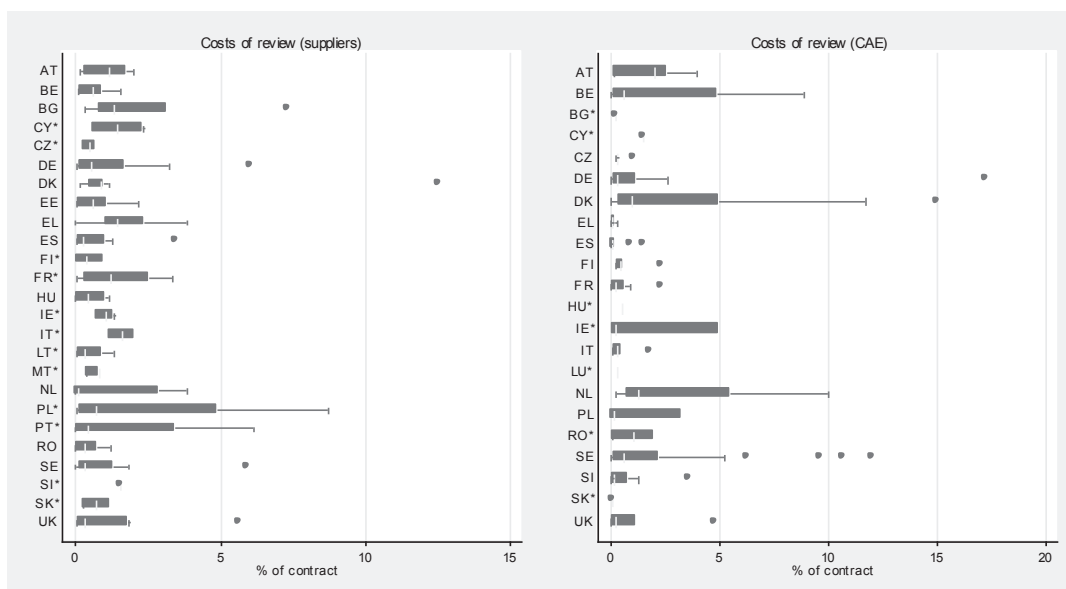 Costs of review (suppliers)
AT
BE
BG
CY*
CZ*
DE
DK
EE
EL
ES
FI*
FR*
HU
IE*
IT*
LT*
MT*
NL
PL*
PT*
RO
SE
SI*
SK*
UK
0 5 10 15
% of contract
Costs of review (CAE)
AT
BE
BG*
CY*
CZ
DE
DK
EL
ES
FI
FR
HU*
IE*
IT
LU*
NL
PL
RO*
SE
SI
SK*
UK
0 5 10 15 20
% of contract